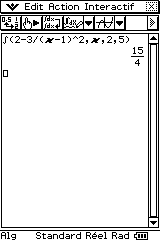 Edit Action Interactif
∫(2-3/(x-1)^2,x,2,5)
15
4
Alg Standard Réel Rad